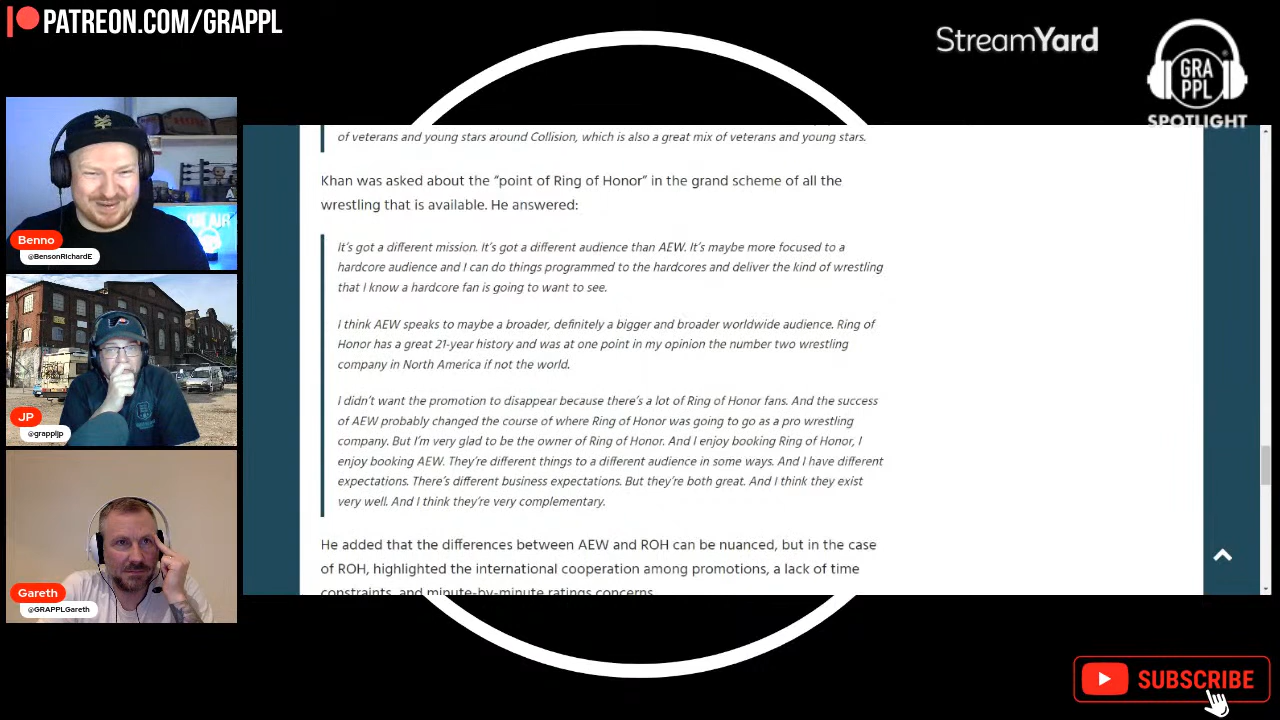 PATREON.COM/GRAPPL
StreamYard
GRA
PPL
SPOTLIGHT
of veterans and young stars around Collision, which is also a great mix of veterans and young stars.
Khan was asked about the “point of Ring of Honor” in the grand scheme of all the
wrestling that is available. He answered:
It’s got a different mission. It’s got a different audience than AEW. It’s maybe more focused to a
hardcore audience and I can do things programmed to the hardcores and deliver the kind of wrestling
that I know a hardcore fan is going to want to see.
I think AEW speaks to maybe a broader, definitely a bigger and broader worldwide audience. Ring of
Honor has a great 21-year history and was at one point in my opinion the number two wrestling
company in North America if not the world.
I didn’t want the promotion to disappear because there’s a lot of Ring of Honor fans. And the success
of AEW probably changed the course of where Ring of Honor was going to go as a pro wrestling
company. But I’m very glad to be the owner of Ring of Honor. And I enjoy booking Ring of Honor, I
enjoy booking AEW. They’re different things to a different audience in some ways. And I have different
expectations. There’s different business expectations. But they’re both great. And I think they exist
very well. And I think they’re very complementary.
He added that the differences between AEW and ROH can be nuanced, but in the case
of ROH, highlighted the international cooperation among promotions, a lack of time
constraints, and minute-by-minute ratings concerns.
ON AIR
Benno
@BensonRichardE
JP
@grappljp
Gareth
@GRAPPLGareth
SUBSCRIBE